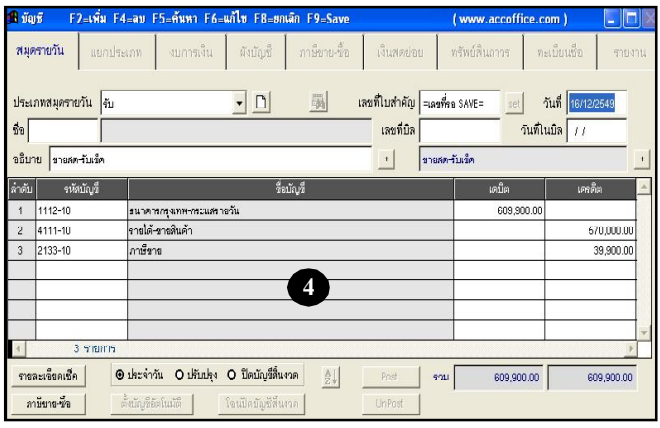 บัญชี F2=เพิ่ม F4=ลบ F5=ค้นหา F6=แก้ไข F8=ยกเลิก F9=Save ( www.accoffice.com )
สมุดรายวัน แยกประเภท งบการเงิน ผังบัญชี ภาษีขาย-ซื้อ เงินสดย่อย ทรัพย์สินถาวร ทะเบียนชื่อ รายงาน
ประเภทสมุดรายวัน รับ เลขที่ใบสำคัญ =เลขที่รอ SAVE= set วันที่ 16/12/2549
ชื่อ เลขที่บิล วันที่ในบิล / /
อธิบาย ขายสด-รับเช็ค ขายสด-รับเช็ค
ลำดับ รหัสบัญชี ชื่อบัญชี เดบิต เครดิต
1 1112-10 ธนาคารกรุงเทพ-กระแสรายวัน 609,900.00
2 4111-10 รายได้-ขายสินค้า 570,000.00
3 2133-10 ภาษีขาย 39,900.00
4
3 รายการ
รายละเอียดเช็ค ประจำวัน ปรับปรุง ปิดบัญชีสิ้นงวด Post รวม 609,900.00 609,900.00
ภาษีขาย-ซื้อ ตั้งบัญชีอัตโนมัติ โอนปิดบัญชีสิ้นงวด UnPost